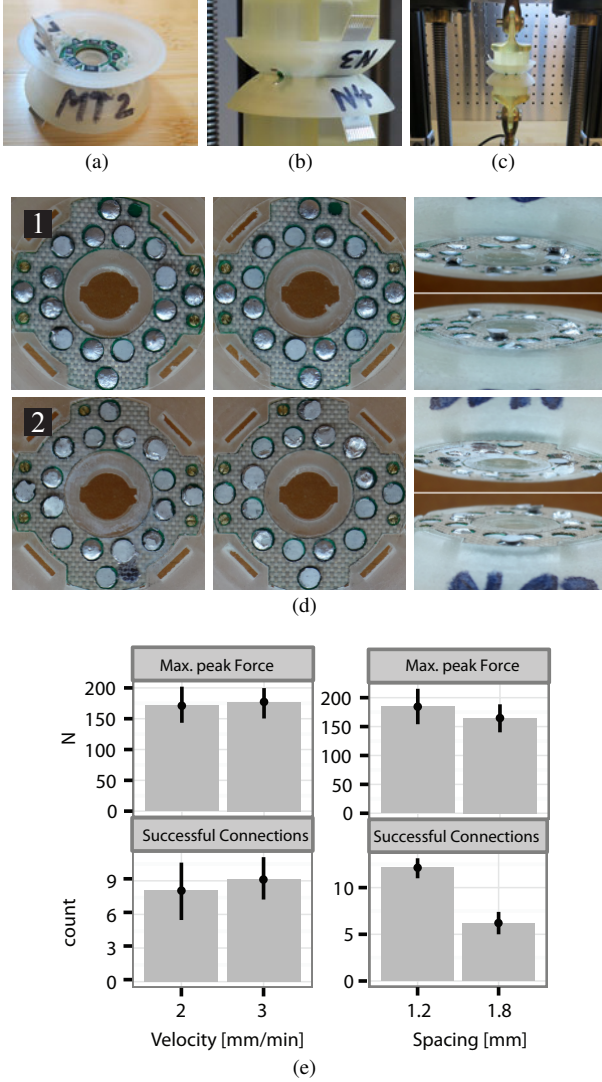 MT2
N3
N4
(a)
(b)
(c)
1
2
(d)
Max. peak Force
Max. peak Force
N
200
150
100
50
0
200
150
100
50
0
Successful Connections
Successful Connections
count
9
6
3
0
10
5
0
2
3
1.2
1.8
Velocity [mm/min]
Spacing [mm]
(e)